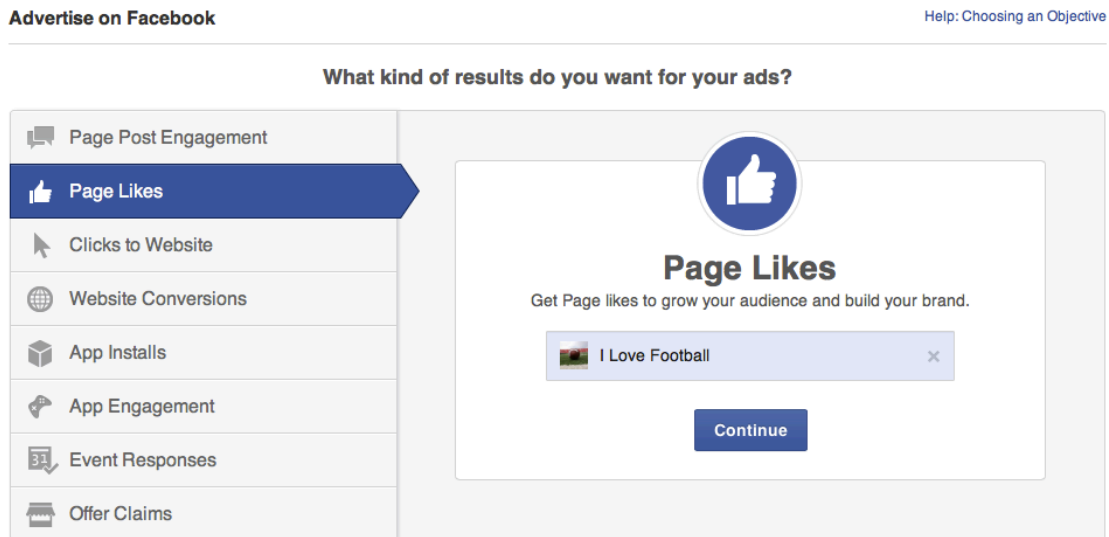 Advertise on Facebook
Help: Choosing an Objective
What kind of results do you want for your ads?
Page Post Engagement
Page Likes
Clicks to Website
Website Conversions
App Installs
App Engagement
31
Event Responses
Offer Claims
Page Likes
Get Page likes to grow your audience and build your brand.
I Love Football
Continue